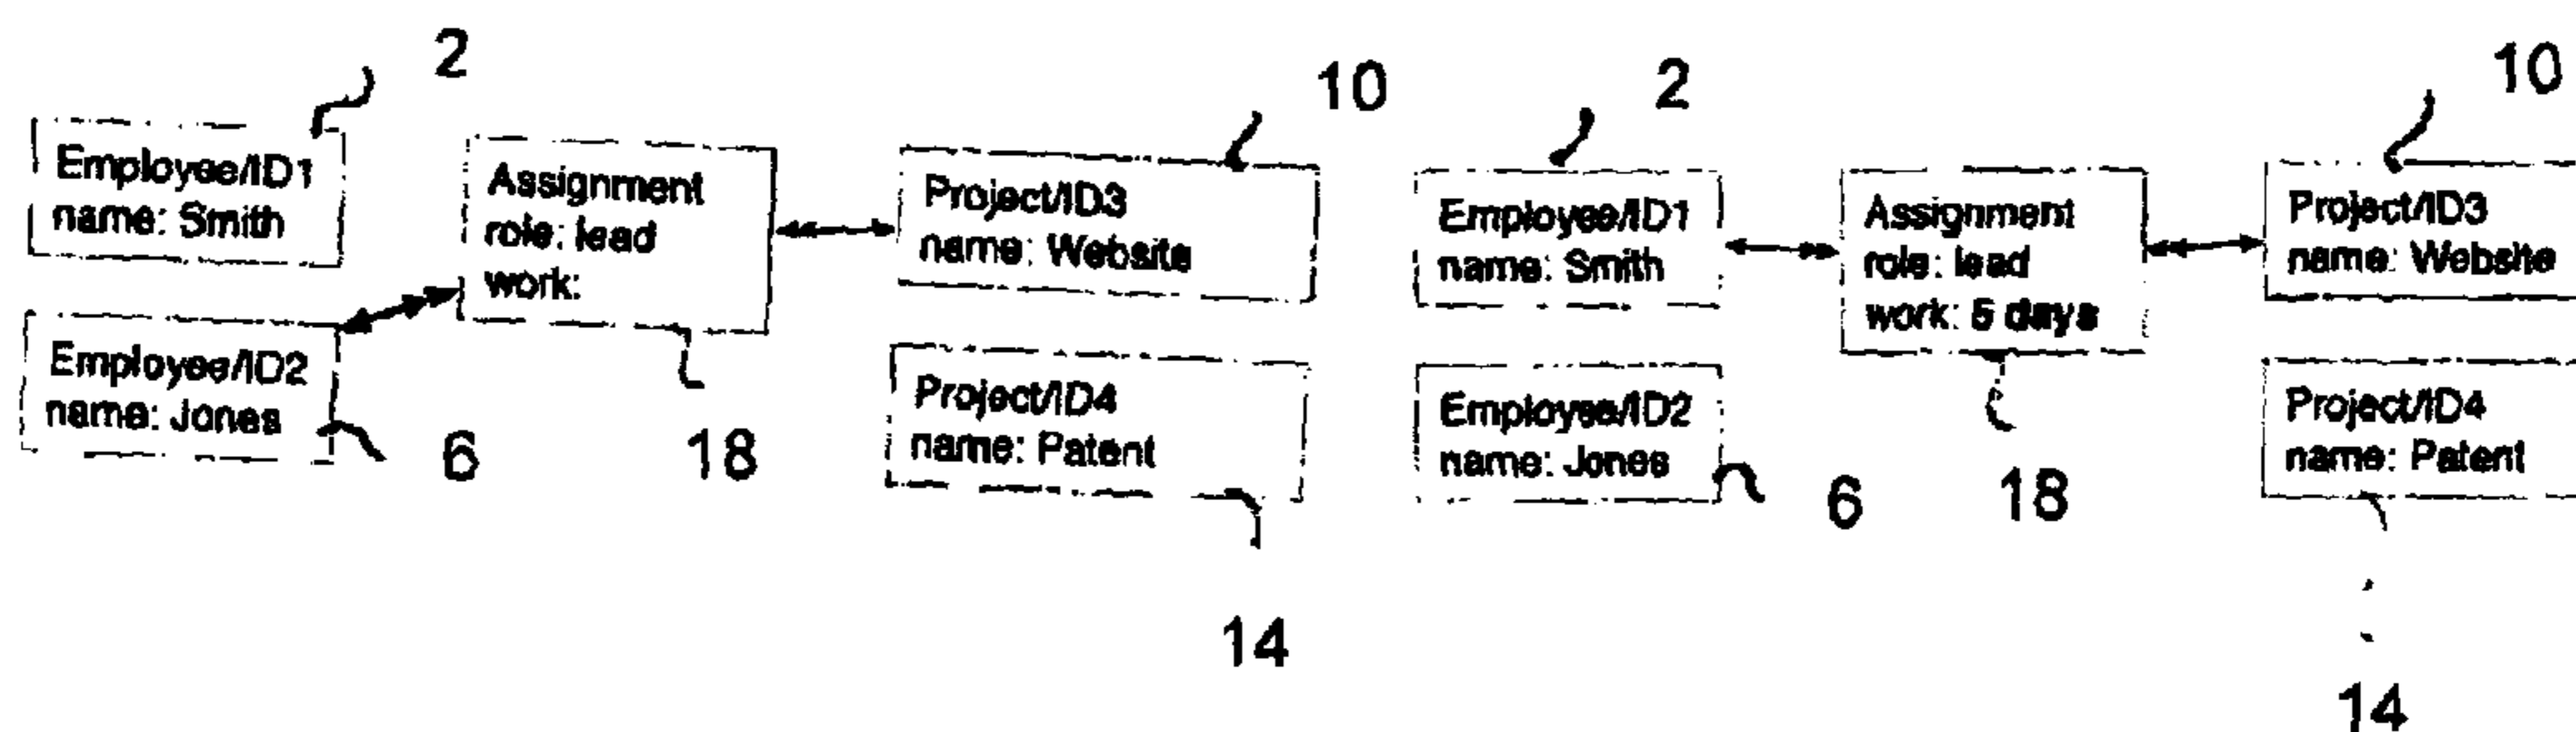 2
Employee/ID1
name: Smith
Employee/ID2
name: Jones
6
Assignment
role: lead
work:
18
10
Project/ID3
name: Website
Project/ID4
name: Patent
14
2
Employee/ID1
name: Smith
Employee/ID2
name: Jones
6
Assignment
role: lead
work: 5 days
18
10
Project/ID3
name: Website
Project/ID4
name: Patent
14